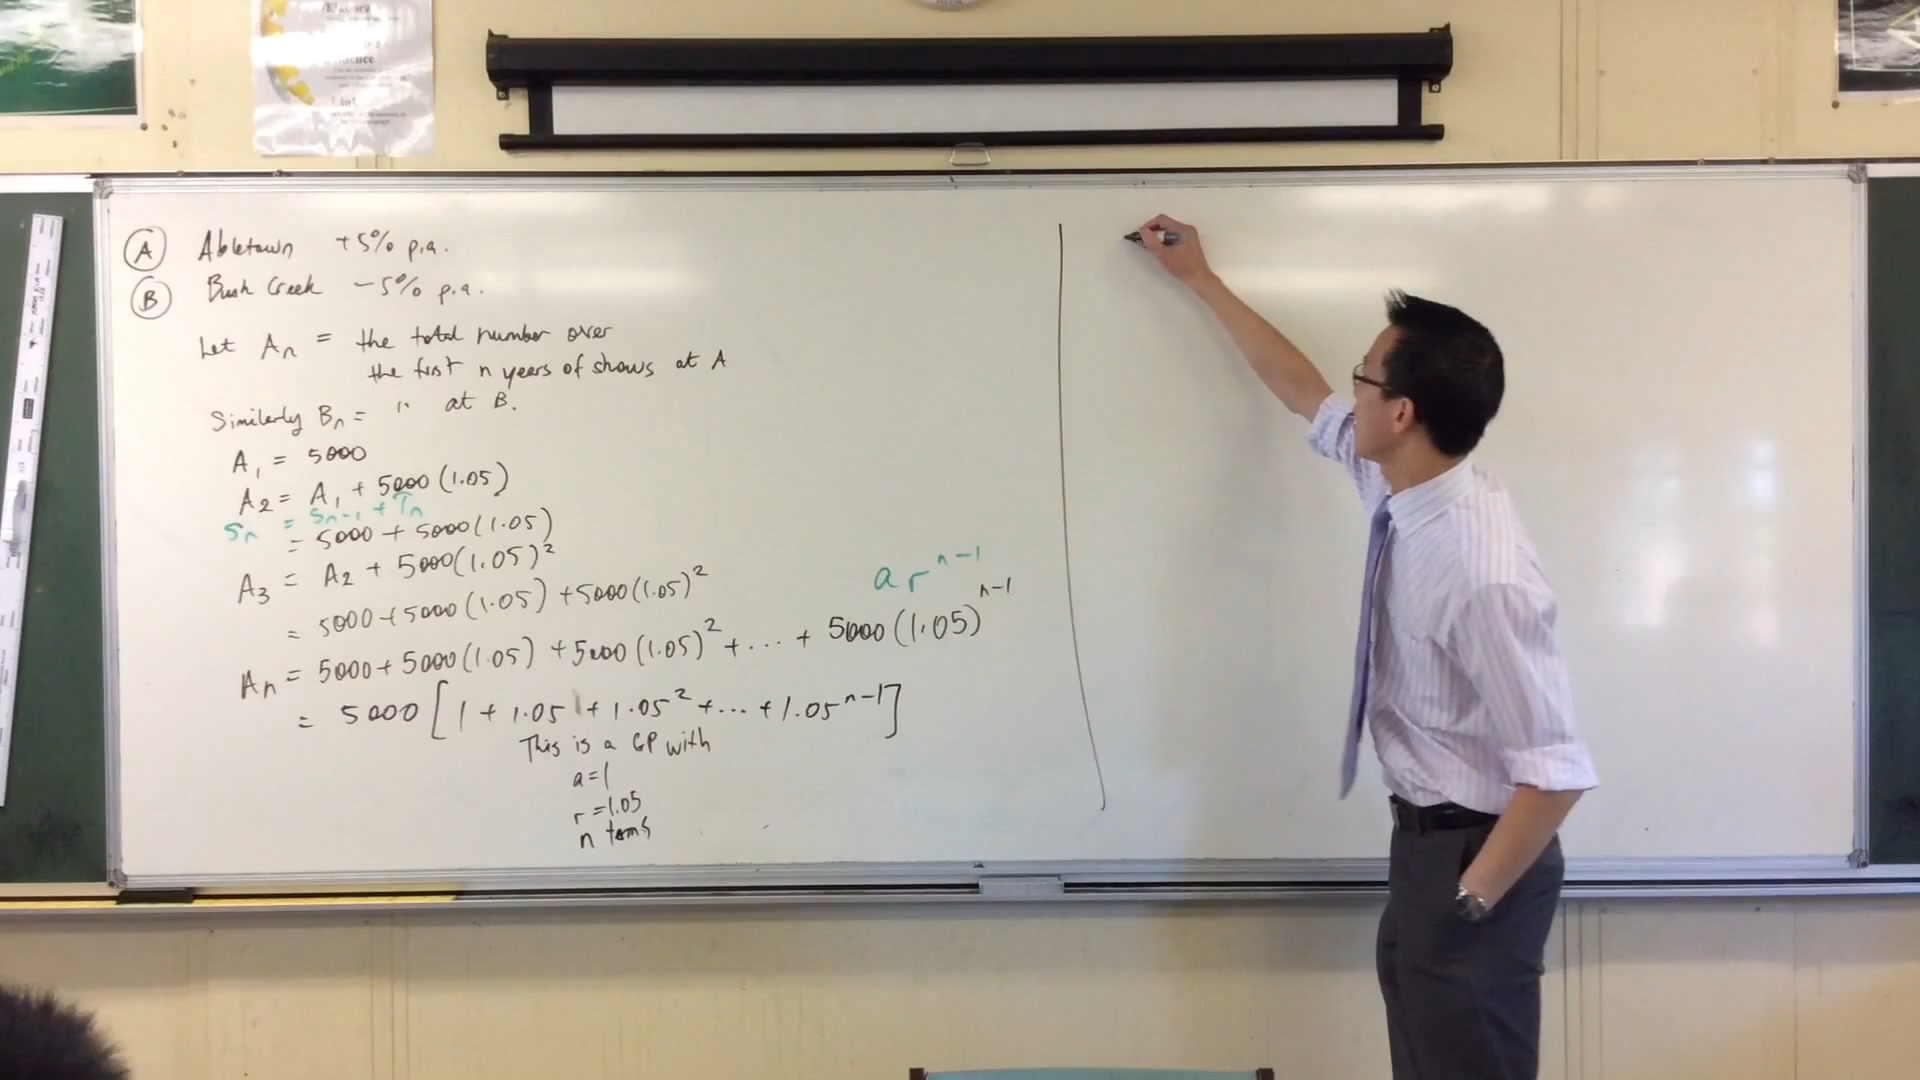 A Abletown +5% p.a.
B Bush Creek -5% p.a.
Let Aₙ = the total number over
the first n years of shows at A
Similarly Bₙ = " at B.
A₁ = 5000
A₂ = A₁ + 5000(1.05)
Sₙ = Sₙ₋₁ + Tₙ
= 5000 + 5000(1.05)
A₃ = A₂ + 5000(1.05)²
= 5000 + 5000(1.05) + 5000(1.05)²
arⁿ⁻¹
Aₙ = 5000 + 5000(1.05) + 5000(1.05)² + ... + 5000(1.05)ⁿ⁻¹
= 5000[1 + 1.05 + 1.05² + ... + 1.05ⁿ⁻¹]
This is a GP with
a = 1
r = 1.05
n terms